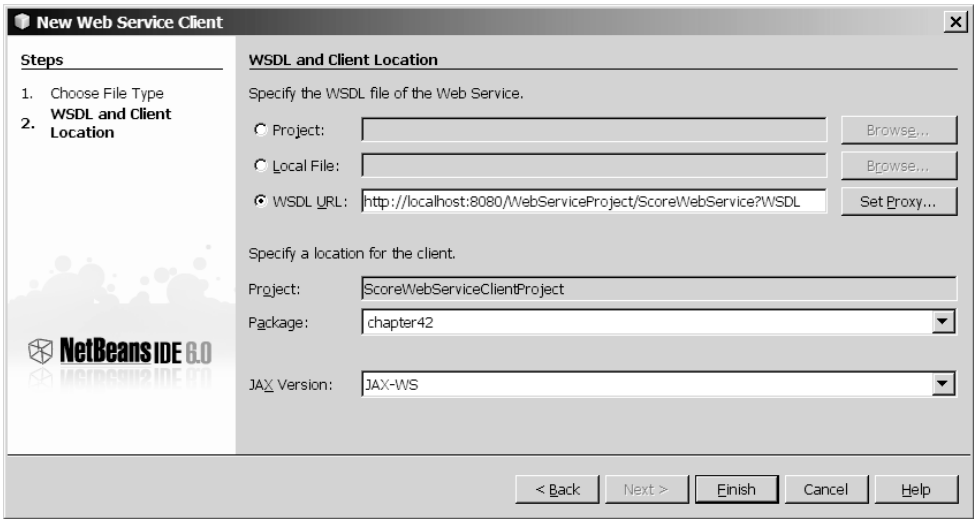 New Web Service Client
Steps
1. Choose File Type
2. WSDL and Client
Location
WSDL and Client Location
Specify the WSDL file of the Web Service.
Project:
Browse...
Local File:
Browse...
WSDL URL: http://localhost:8080/WebServiceProject/ScoreWebService?WSDL
Set Proxy...
Specify a location for the client.
Project: ScoreWebServiceClientProject
Package: chapter42
JAX Version: JAX-WS
NetBeans IDE 6.0
< Back Next > Finish Cancel Help